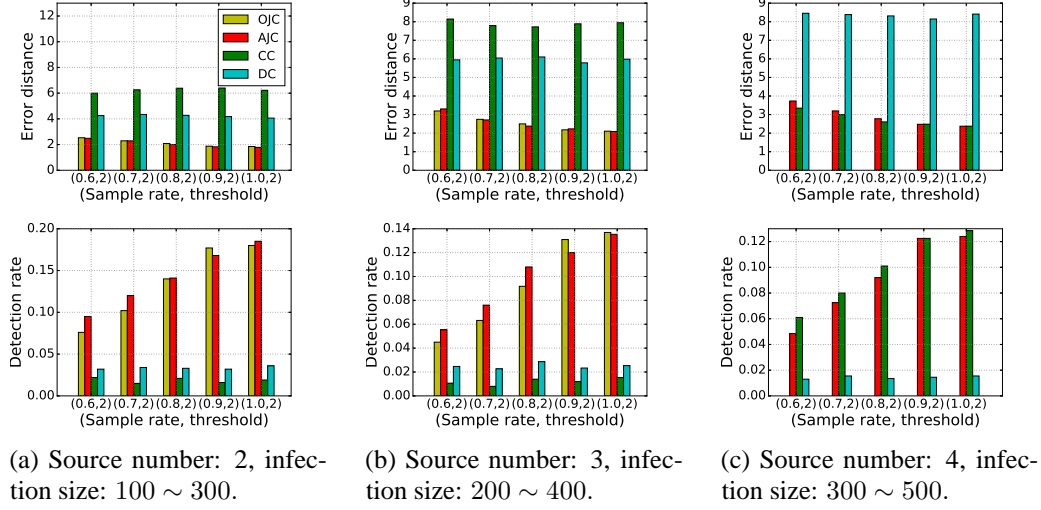 12
10
8
6
4
2
0
Error distance
OJC
AJC
CC
DC
(0.6,2)(0.7,2)(0.8,2)(0.9,2)(1.0,2)
(Sample rate, threshold)
9
8
7
6
5
4
3
2
1
0
Error distance
(0.6,2)(0.7,2)(0.8,2)(0.9,2)(1.0,2)
(Sample rate, threshold)
9
8
7
6
5
4
3
2
1
0
Error distance
(0.6,2)(0.7,2)(0.8,2)(0.9,2)(1.0,2)
(Sample rate, threshold)
0.20
0.15
0.10
0.05
0.00
Detection rate
(0.6,2)(0.7,2)(0.8,2)(0.9,2)(1.0,2)
(Sample rate, threshold)
0.14
0.12
0.10
0.08
0.06
0.04
0.02
0.00
Detection rate
(0.6,2)(0.7,2)(0.8,2)(0.9,2)(1.0,2)
(Sample rate, threshold)
0.12
0.10
0.08
0.06
0.04
0.02
0.00
Detection rate
(0.6,2)(0.7,2)(0.8,2)(0.9,2)(1.0,2)
(Sample rate, threshold)
(a) Source number: 2, infec-
tion size: 100 ∼ 300.
(b) Source number: 3, infec-
tion size: 200 ∼ 400.
(c) Source number: 4, infec-
tion size: 300 ∼ 500.